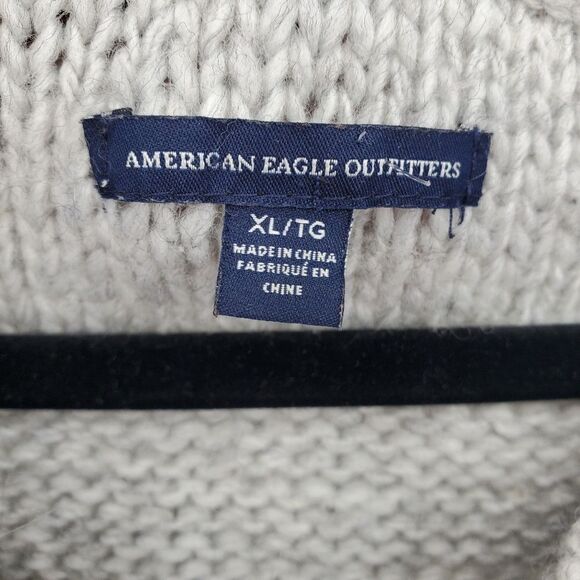 AMERICAN EAGLE OUTFITTERS
XL/TG
MADE IN CHINA
FABRIQUÉ EN
CHINE